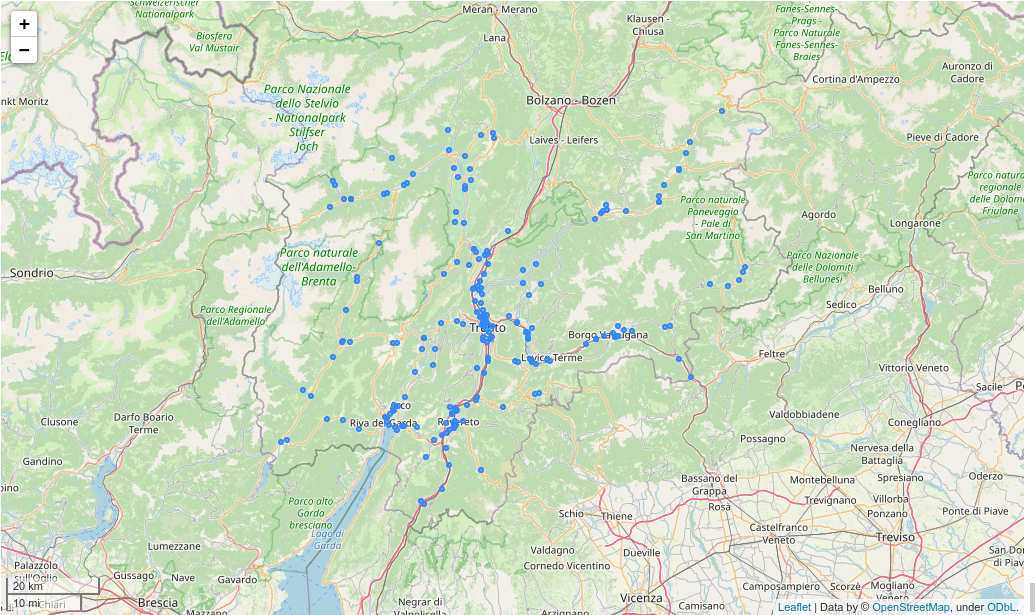 Schweizerischer
Nationalpark
Meran - Merano
Klausen -
Chiusa
Fanes-Sennes-
Prags -
Parco Naturale
Fanes-Sennes-
Braies
+
−
Biosfera
Val Müstair
Lana
Auronzo di
Cadore
Cortina d'Ampezzo
nkt Moritz
Parco Nazionale
dello Stelvio
- Nationalpark
Stilfser
Joch
Bolzano - Bozen
Laives - Leifers
Pieve di Cadore
Parco natura
regionale
delle Dolom
Friulane
Parco naturale
Paneveggio
- Pale di
San Martino
Agordo
Longarone
Sondrio
Parco naturale
dell'Adamello-
Brenta
Parco Nazionale
delle Dolomiti
Bellunesi
Belluno
Sedico
Parco Regionale
dell'Adamello
Trento
Borgo Valsugana
Levico Terme
Feltre
Vittorio Veneto
Sacile
Po
Arco
Riva del Garda
Rovereto
Clusone
Darfo Boario
Terme
Valdobbiadene
Conegliano
Possagno
Nervesa della
Battaglia
Gandino
Bassano del
Grappa
Rosa
Montebelluna
Spresiano
Oderzo
Trevignano
Villorba
Ponzano
Ponte di Piave
pino
Parco alto
Garda
bresciano
Lago di
Garda
Schio
Thiene
Castelfranco
Veneto
Treviso
Lumezzane
Valdagno
Cornedo Vicentino
Dueville
San Don
di Piav
Palazzolo
sull'Oglio
Gussago
Nave
Gavardo
Camposampiero
Scorzè
Mogliano
Veneto
20 km
10 mi
Chiari
Brescia
Mazzano
Negrar di
Valpolicella
Arzignano
Vicenza
Camisano
Leaflet | Data by © OpenStreetMap, under ODbL.